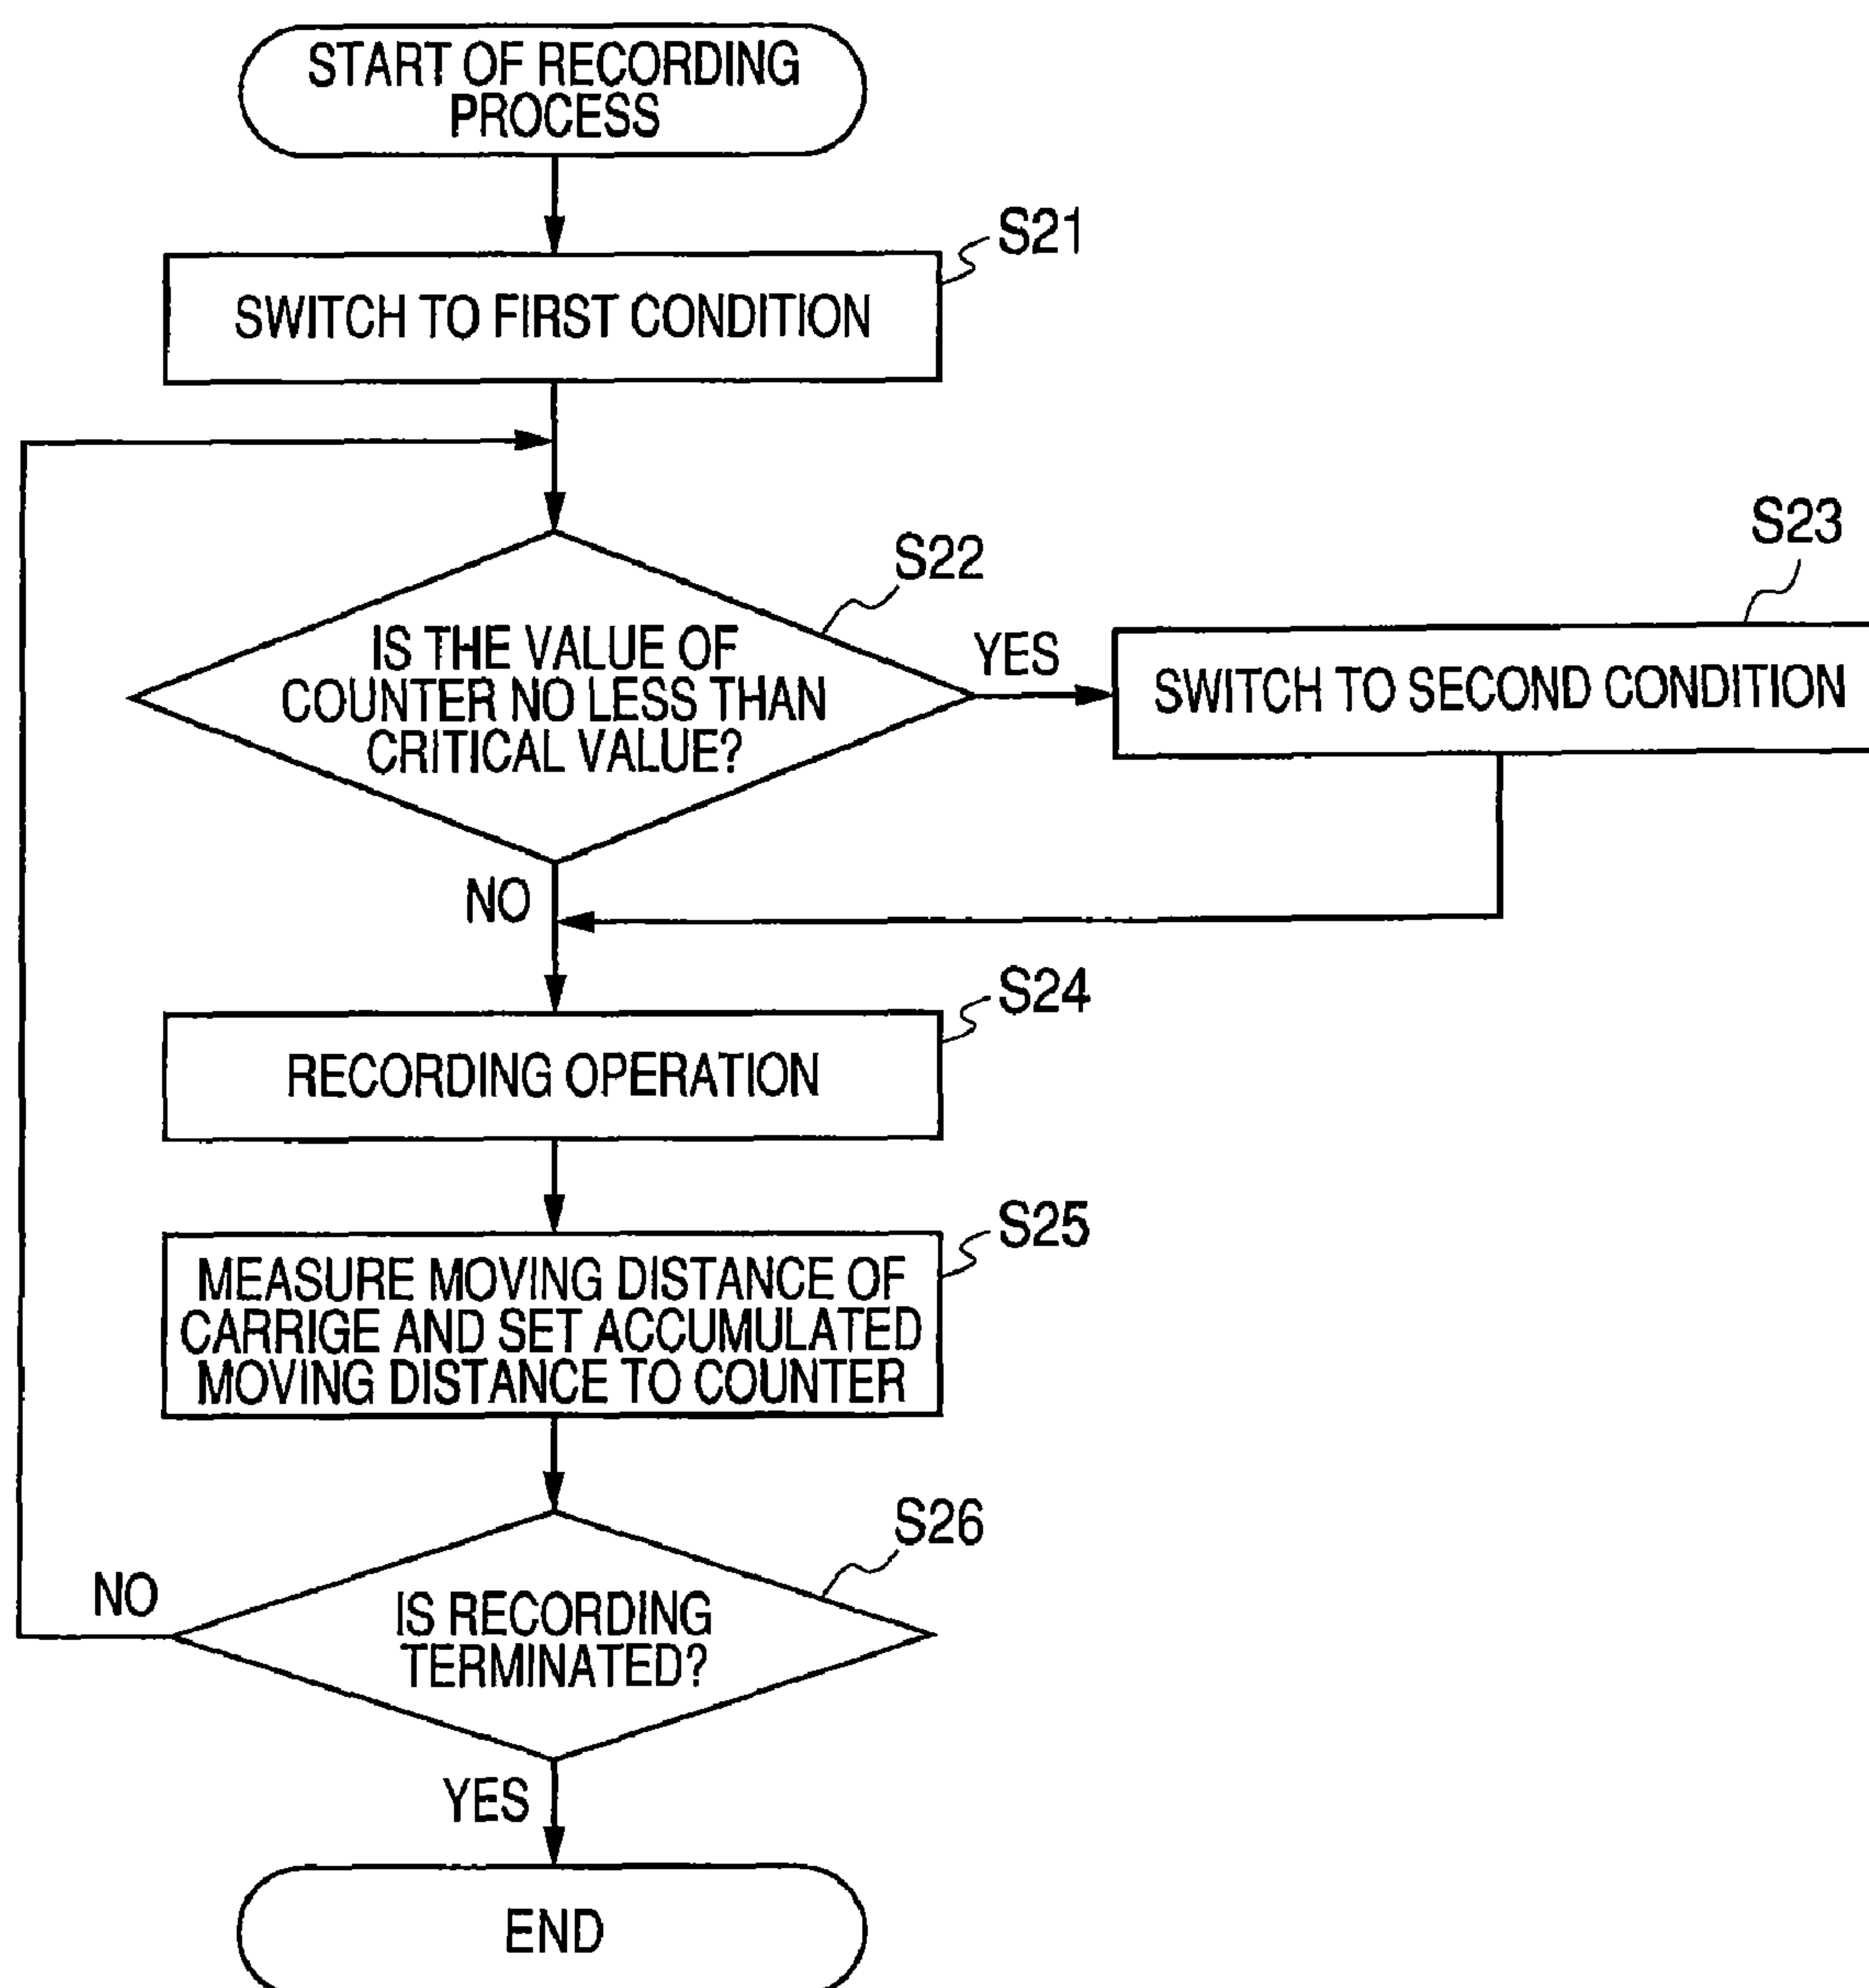 START OF RECORDING
PROCESS
S21
SWITCH TO FIRST CONDITION
S22
IS THE VALUE OF
COUNTER NO LESS THAN
CRITICAL VALUE?
YES
S23
SWITCH TO SECOND CONDITION
NO
S24
RECORDING OPERATION
S25
MEASURE MOVING DISTANCE OF
CARRIGE AND SET ACCUMULATED
MOVING DISTANCE TO COUNTER
S26
NO
IS RECORDING
TERMINATED?
YES
END